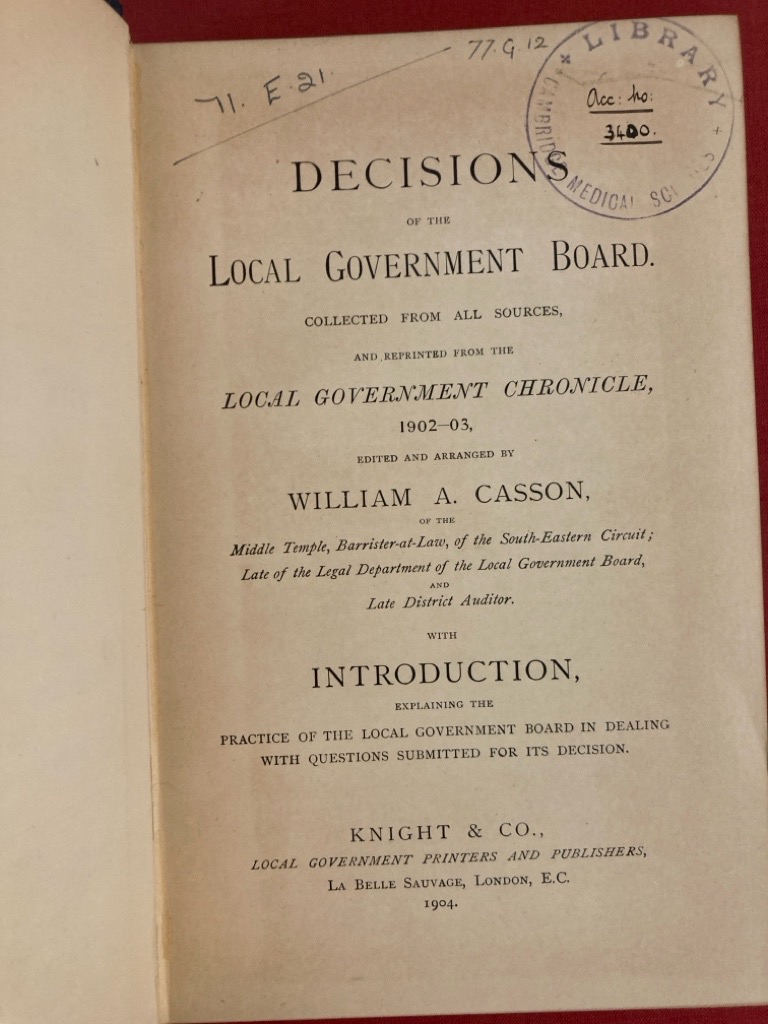 71. E.21.
77.G.12
LIBRARY
Acc: No:
3400.
CAMBRIDGE MEDICAL
DECISIONS
OF THE
LOCAL GOVERNMENT BOARD.
COLLECTED FROM ALL SOURCES,
AND REPRINTED FROM THE
LOCAL GOVERNMENT CHRONICLE,
1902–03,
EDITED AND ARRANGED BY
WILLIAM A. CASSON,
OF THE
Middle Temple, Barrister-at-Law, of the South-Eastern Circuit;
Late of the Legal Department of the Local Government Board,
AND
Late District Auditor.
WITH
INTRODUCTION,
EXPLAINING THE
PRACTICE OF THE LOCAL GOVERNMENT BOARD IN DEALING
WITH QUESTIONS SUBMITTED FOR ITS DECISION.
KNIGHT & CO.,
LOCAL GOVERNMENT PRINTERS AND PUBLISHERS,
LA BELLE SAUVAGE, LONDON, E.C.
1904.